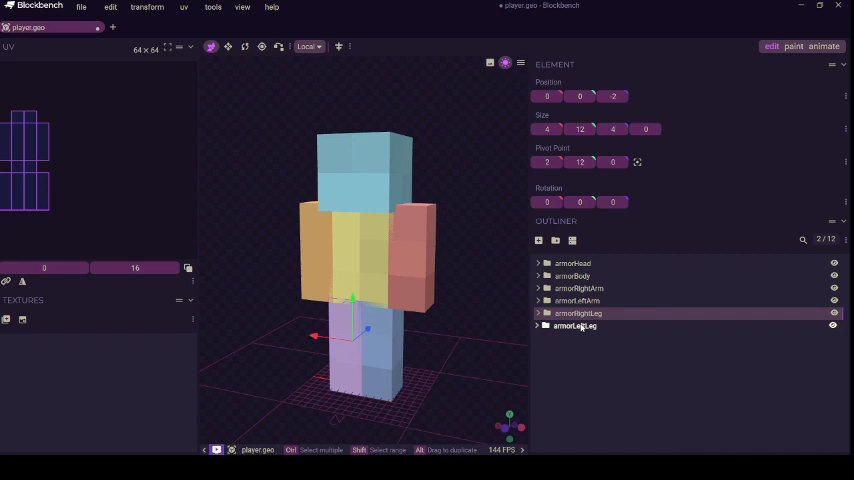 Blockbench file edit transform uv tools view help • player.geo - Blockbench
player.geo
UV 64 × 64 Local ELEMENT edit paint animate
Position
0 0 -2
Size
4 12 4 0
Pivot Point
2 12 0
Rotation
0 0 0
OUTLINER
2 / 12
armorHead
armorBody
armorRightArm
armorLeftArm
armorRightLeg
armorLeftLeg
0 16
TEXTURES
player.geo Ctrl Select multiple Shift Select range Alt Drag to duplicate 144 FPS